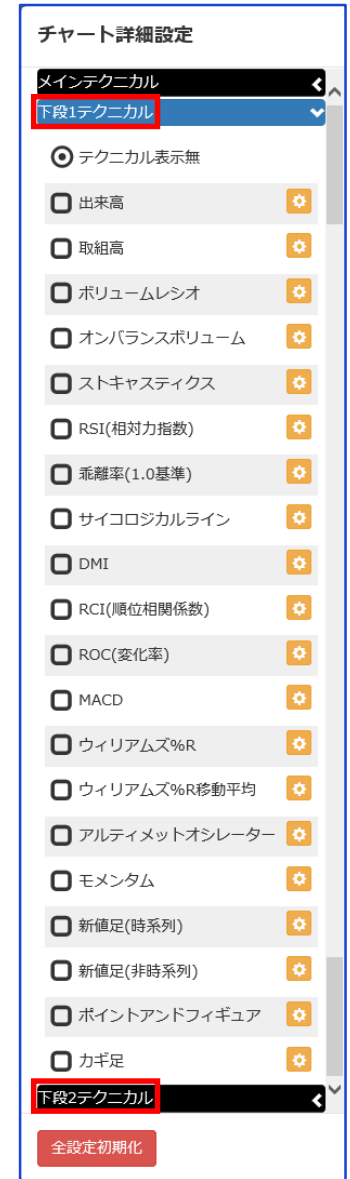 チャート詳細設定
メインテクニカル
下段1テクニカル
テクニカル表示無
出来高
取組高
ボリュームレシオ
オンバランスボリューム
ストキャスティクス
RSI(相対力指数)
乖離率(1.0基準)
サイコロジカルライン
DMI
RCI(順位相関係数)
ROC(変化率)
MACD
ウィリアムズ%R
ウィリアムズ%R移動平均
アルティメットオシレーター
モメンタム
新値足(時系列)
新値足(非時系列)
ポイントアンドフィギュア
カギ足
下段2テクニカル
全設定初期化